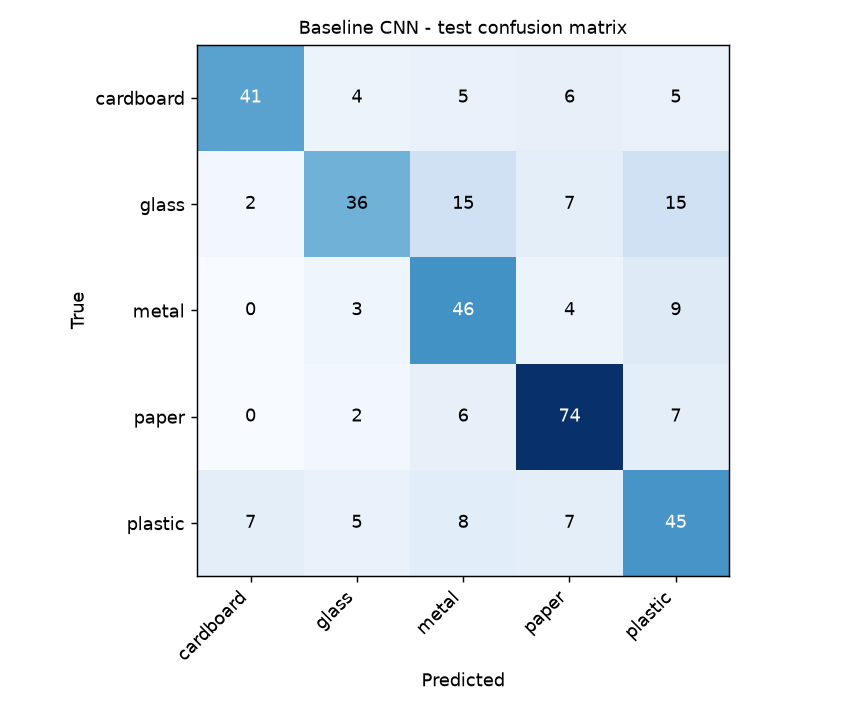 Baseline CNN - test confusion matrix
cardboard 41 4 5 6 5
glass 2 36 15 7 15
metal 0 3 46 4 9
paper 0 2 6 74 7
plastic 7 5 8 7 45
True
cardboard glass metal paper plastic
Predicted